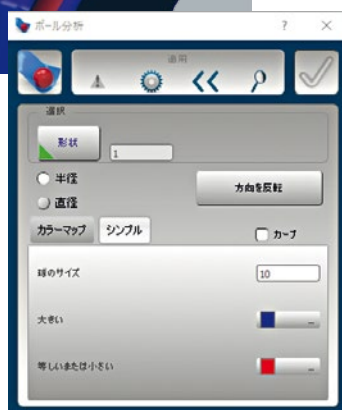 ボール分析
? ×
適用
選択
形状
1
半径
直径
方向を反転
カラーマップ シンプル
カーブ
球のサイズ 10
大きい ...
等しいまたは小さい ...